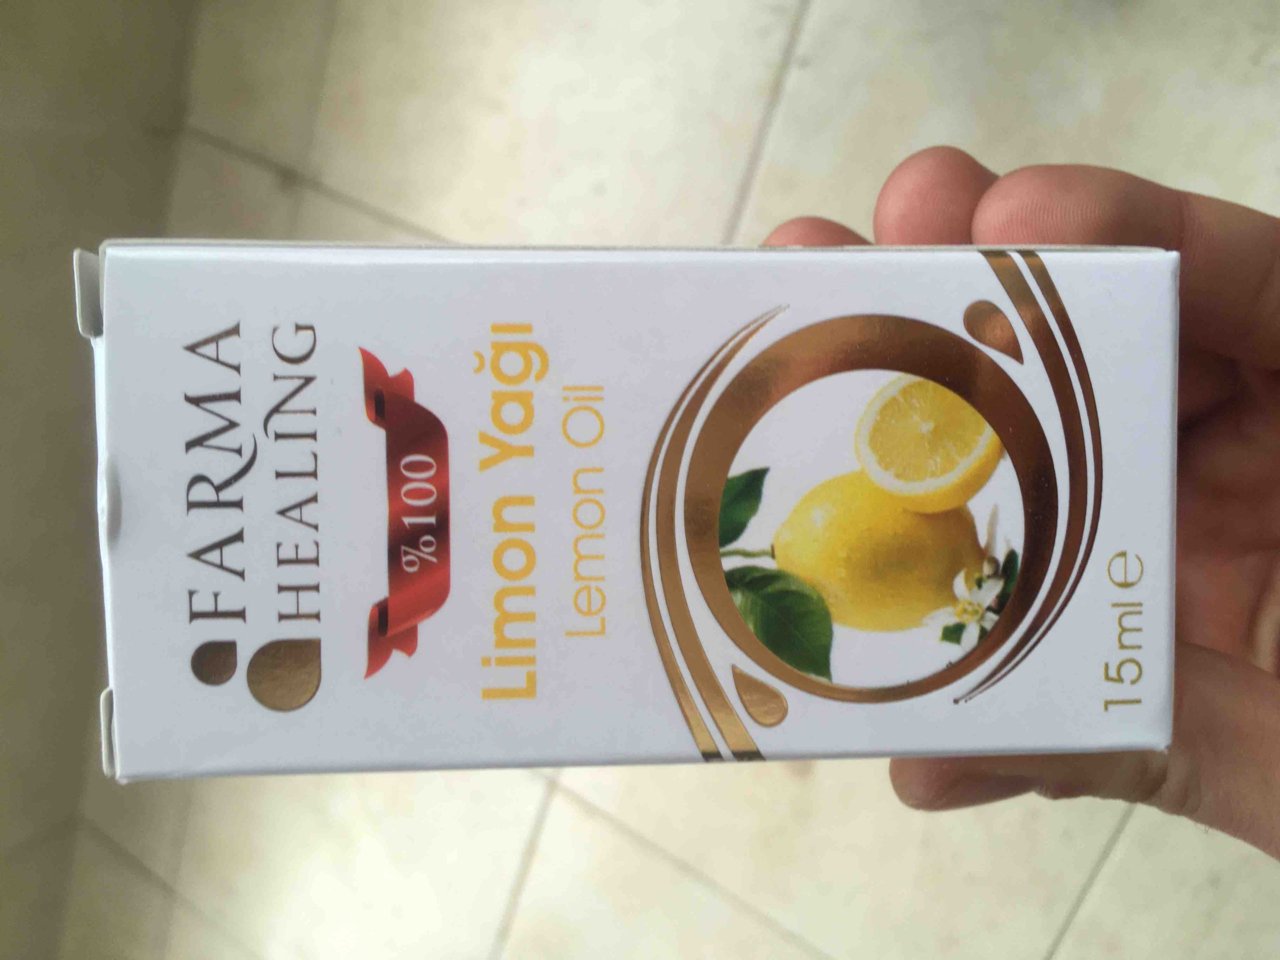 FARMA
HEALING
%100
Limon Yağı
Lemon Oil
15ml e